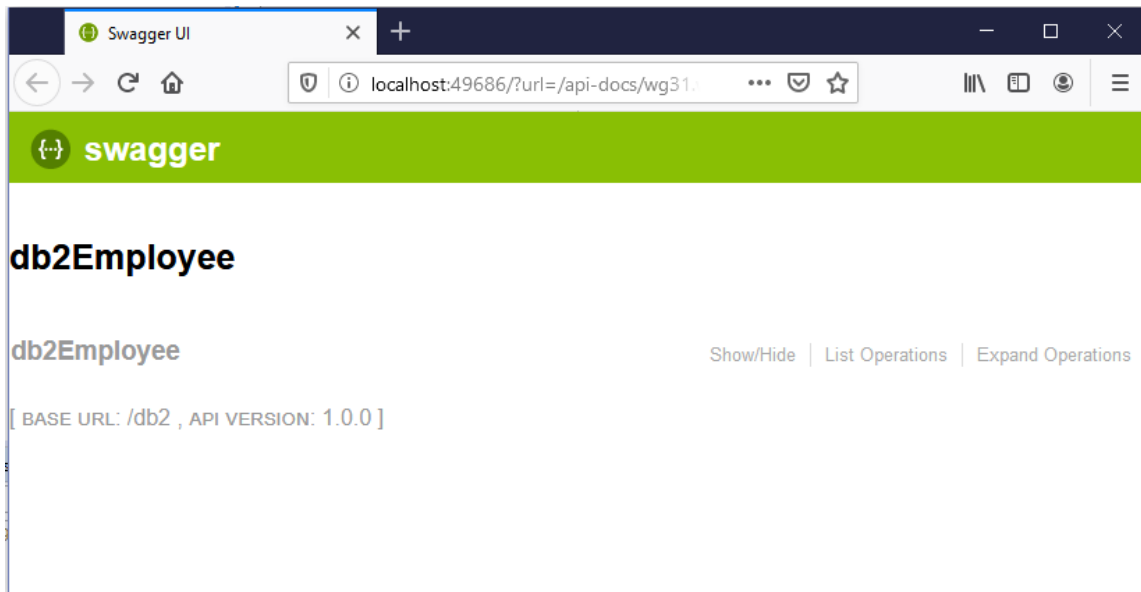 Swagger UI
localhost:49686/?url=/api-docs/wg31.
swagger
db2Employee
db2Employee
Show/Hide
List Operations
Expand Operations
[ BASE URL: /db2 , API VERSION: 1.0.0 ]